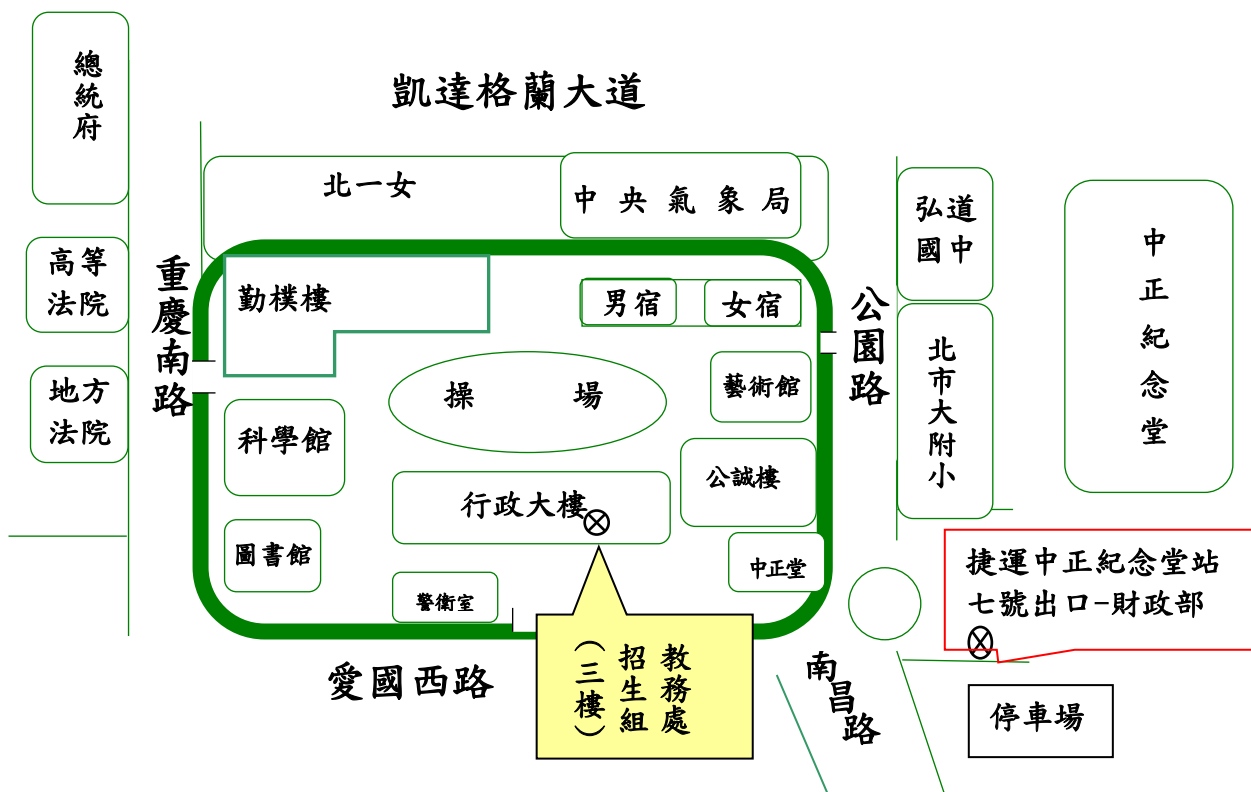 總統府
凱達格蘭大道
北一女
中央氣象局
弘道
國中
中正紀念堂
高等
法院
重慶南路
勤樸樓
男宿
女宿
公園路
北市大附小
地方
法院
操場
藝術館
科學館
行政大樓
公誠樓
圖書館
警衛室
中正堂
捷運中正紀念堂站
七號出口-財政部
教務處
招生組
(三樓)
愛國西路
南昌路
停車場